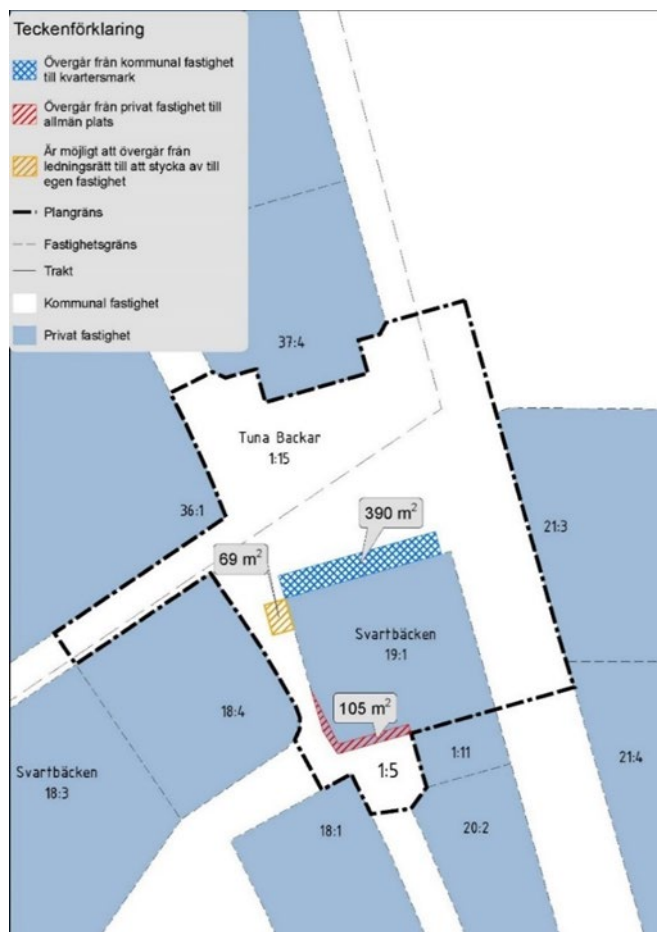 Teckenförklaring
Övergår från kommunal fastighet
till kvartersmark
Övergår från privat fastighet till
allmän plats
Är möjligt att övergår från
ledningsrätt till att stycka av till
egen fastighet
Plangräns
Fastighetsgräns
Trakt
Kommunal fastighet
Privat fastighet
37:4
Tuna Backar
1:15
36:1
390 m²
21:3
69 m²
Svartbäcken
19:1
18:4
105 m²
1:11
21:4
Svartbäcken
18:3
1:5
18:1
20:2